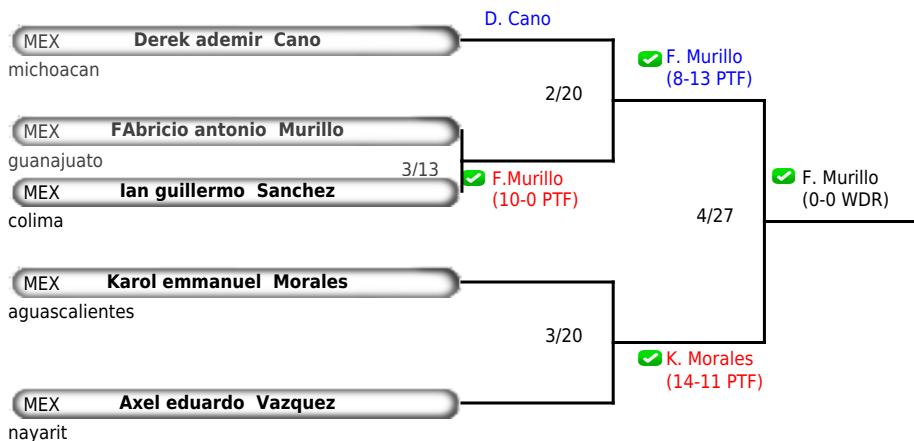 D. Cano
MEX Derek ademir Cano
michoacan
F. Murillo
(8-13 PTF)
2/20
MEX FAbricio antonio Murillo
guanajuato
3/13
F.Murillo
(10-0 PTF)
MEX Ian guillermo Sanchez
colima
F. Murillo
(0-0 WDR)
4/27
MEX Karol emmanuel Morales
aguascalientes
3/20
K. Morales
(14-11 PTF)
MEX Axel eduardo Vazquez
nayarit